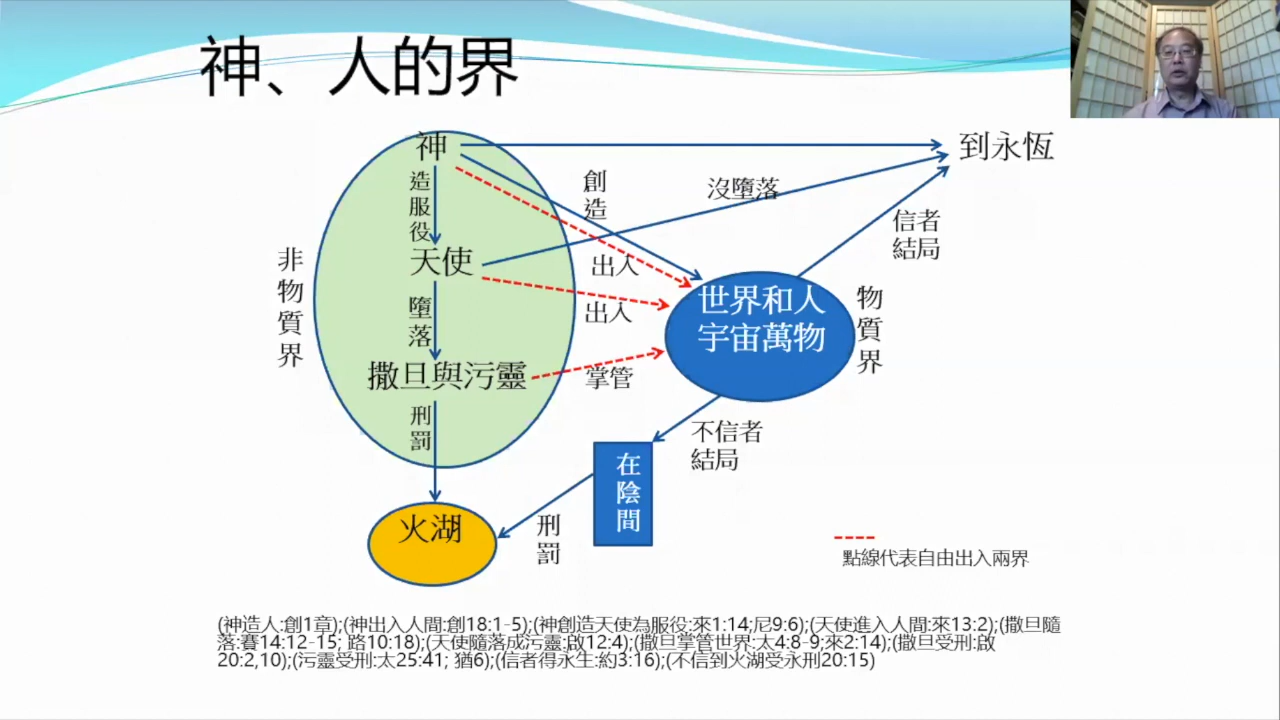 神、人的界
神
到永恆
造服役
創造
沒墮落
信者
結局
非物質界
天使
出入
出入
世界和人
宇宙萬物
物質界
墮落
撒旦與污靈
掌管
刑罰
不信者
結局
在陰間
火湖
刑罰
點線代表自由出入兩界
(神造人:創1章);(神出入人間:創18:1-5);(神創造天使為服役:來1:14;尼9:6);(天使進入人間:來13:2);(撒旦隨
落:賽14:12-15; 路10:18);(天使隨落成污靈:啟12:4);(撒旦掌管世界:太4:8-9;來2:14);(撒旦受刑:啟
20:2,10);(污靈受刑:太25:41; 猶6);(信者得永生:約3:16);(不信到火湖受永刑20:15)